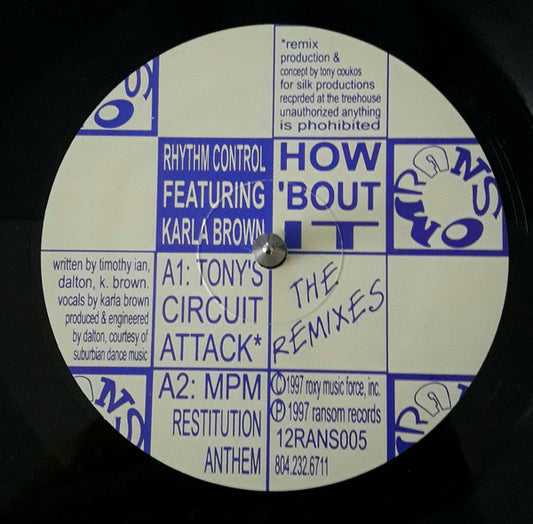 *remix
production &
concept by tony coukos
for silk productions
recprded at the treehouse
unauthorized anything
is phohibited
RHYTHM CONTROL
FEATURING
KARLA BROWN
HOW
'BOUT
IT
RANSOM
written by timothy ian,
dalton, k. brown.
vocals by karla brown
produced & engineered
by dalton, courtesy of
suburbian dance music
A1: TONY'S
CIRCUIT
ATTACK*
THE
REMIXES
A2: MPM
RESTITUTION
ANTHEM
Ⓒ1997 roxy music force, inc.
Ⓟ1997 ransom records
12RANS005
804.232.6711